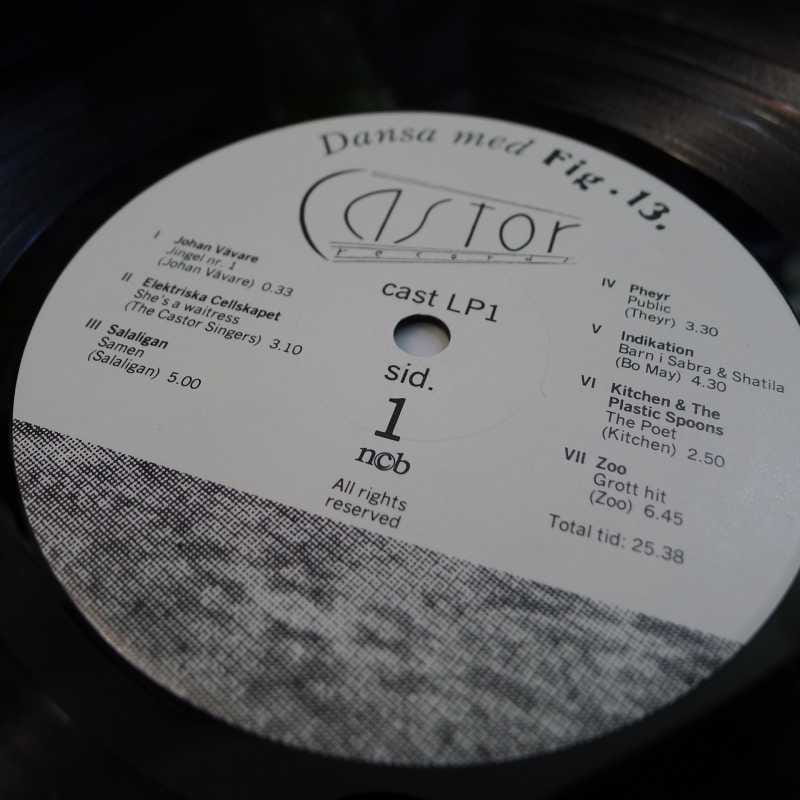 Dansa med Fig. 13.
Castor
records
cast LP1
sid.
1
n©b
All rights
reserved
I Johan Vävare
Jingel nr. 1
(Johan Vävare) 0.33
II Elektriska Cellskapet
She's a waitress
(The Castor Singers) 3.10
III Salaligan
Samen
(Salaligan) 5.00
IV Pheyr
Public
(Theyr) 3.30
V Indikation
Barn i Sabra & Shatila
(Bo May) 4.30
VI Kitchen & The
Plastic Spoons
The Poet
(Kitchen) 2.50
VII Zoo
Grott hit
(Zoo) 6.45
Total tid: 25.38